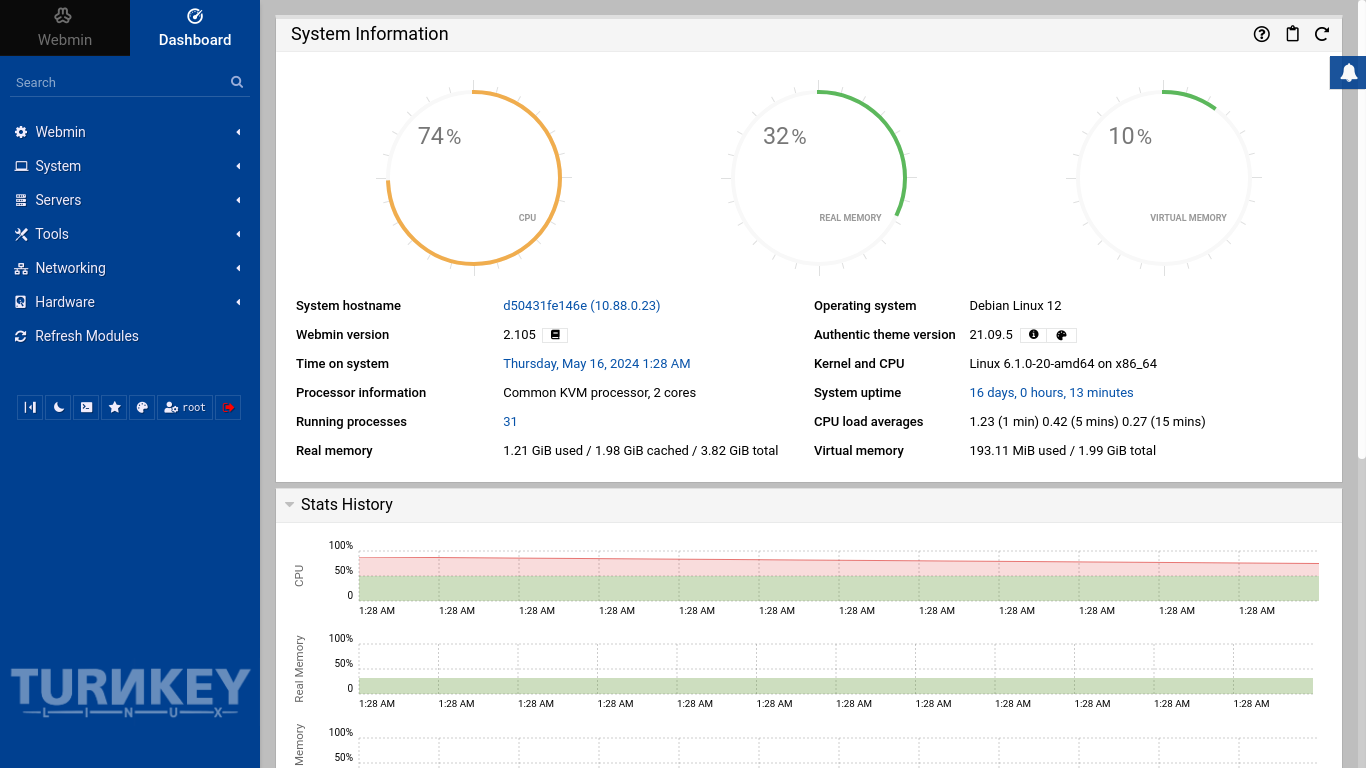 Webmin
Dashboard
Search
Webmin
System
Servers
Tools
Networking
Hardware
Refresh Modules
root
TURNKEY
LINUX
System Information
74%
CPU
32%
REAL MEMORY
10%
VIRTUAL MEMORY
System hostname d50431fe146e (10.88.0.23) Operating system Debian Linux 12
Webmin version 2.105 Authentic theme version 21.09.5
Time on system Thursday, May 16, 2024 1:28 AM Kernel and CPU Linux 6.1.0-20-amd64 on x86_64
Processor information Common KVM processor, 2 cores System uptime 16 days, 0 hours, 13 minutes
Running processes 31 CPU load averages 1.23 (1 min) 0.42 (5 mins) 0.27 (15 mins)
Real memory 1.21 GiB used / 1.98 GiB cached / 3.82 GiB total Virtual memory 193.11 MiB used / 1.99 GiB total
Stats History
CPU
100%
50%
0
1:28 AM 1:28 AM 1:28 AM 1:28 AM 1:28 AM 1:28 AM 1:28 AM 1:28 AM 1:28 AM 1:28 AM 1:28 AM 1:28 AM
Real Memory
100%
50%
0
1:28 AM 1:28 AM 1:28 AM 1:28 AM 1:28 AM 1:28 AM 1:28 AM 1:28 AM 1:28 AM 1:28 AM 1:28 AM 1:28 AM
Memory
100%
50%